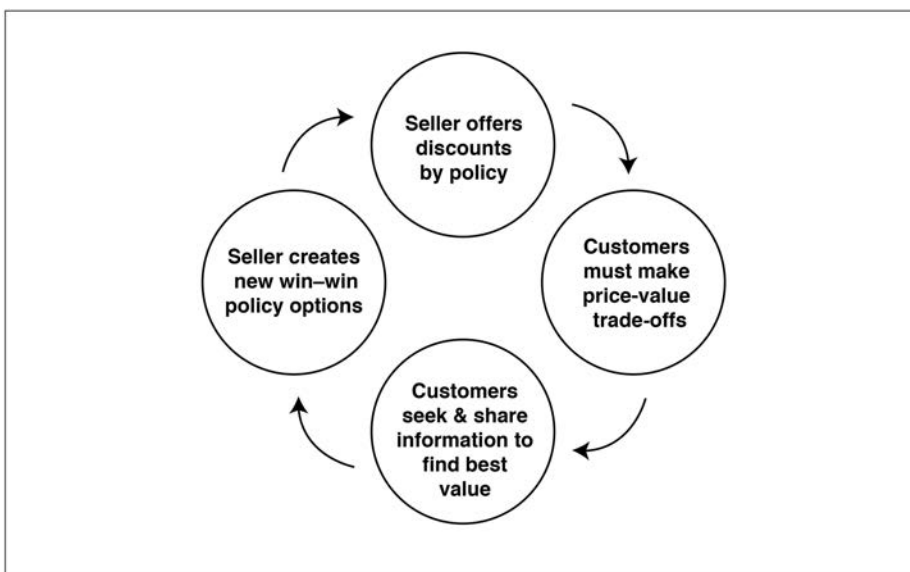 Seller offers
discounts
by policy
Customers
must make
price-value
trade-offs
Customers
seek & share
information to
find best
value
Seller creates
new win–win
policy options